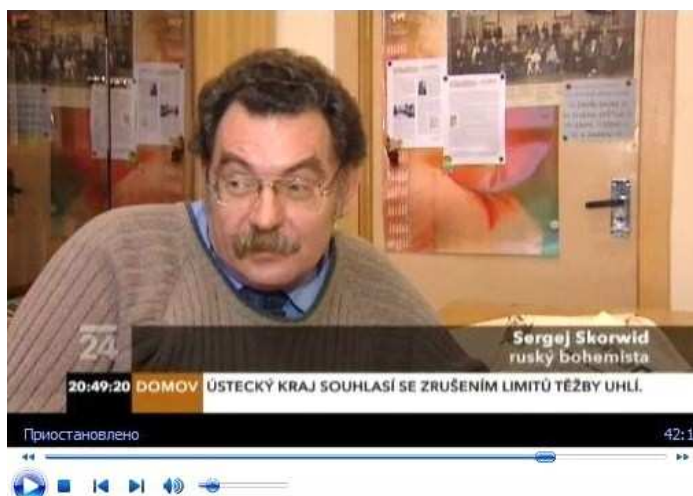 24
Sergej Skorwid
ruský bohemista
20:49:20 DOMOV ÚSTECKÝ KRAJ SOUHLASÍ SE ZRUŠENÍM LIMITŮ TĚŽBY UHLÍ.
Приостановлено